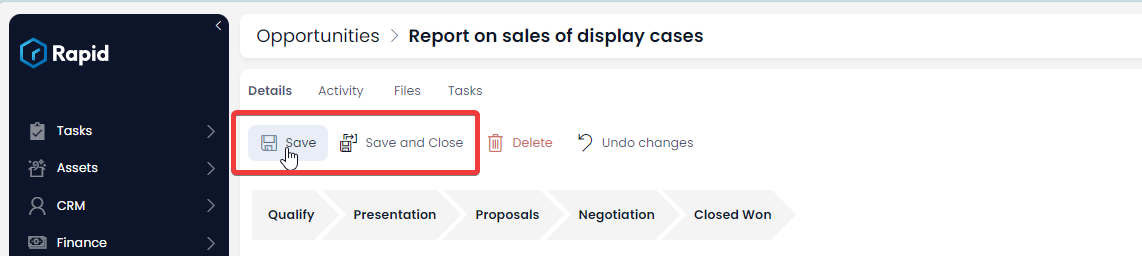 Rapid
Tasks
Assets
CRM
Finance
Opportunities > Report on sales of display cases
Details Activity Files Tasks
Save Save and Close Delete Undo changes
Qualify Presentation Proposals Negotiation Closed Won